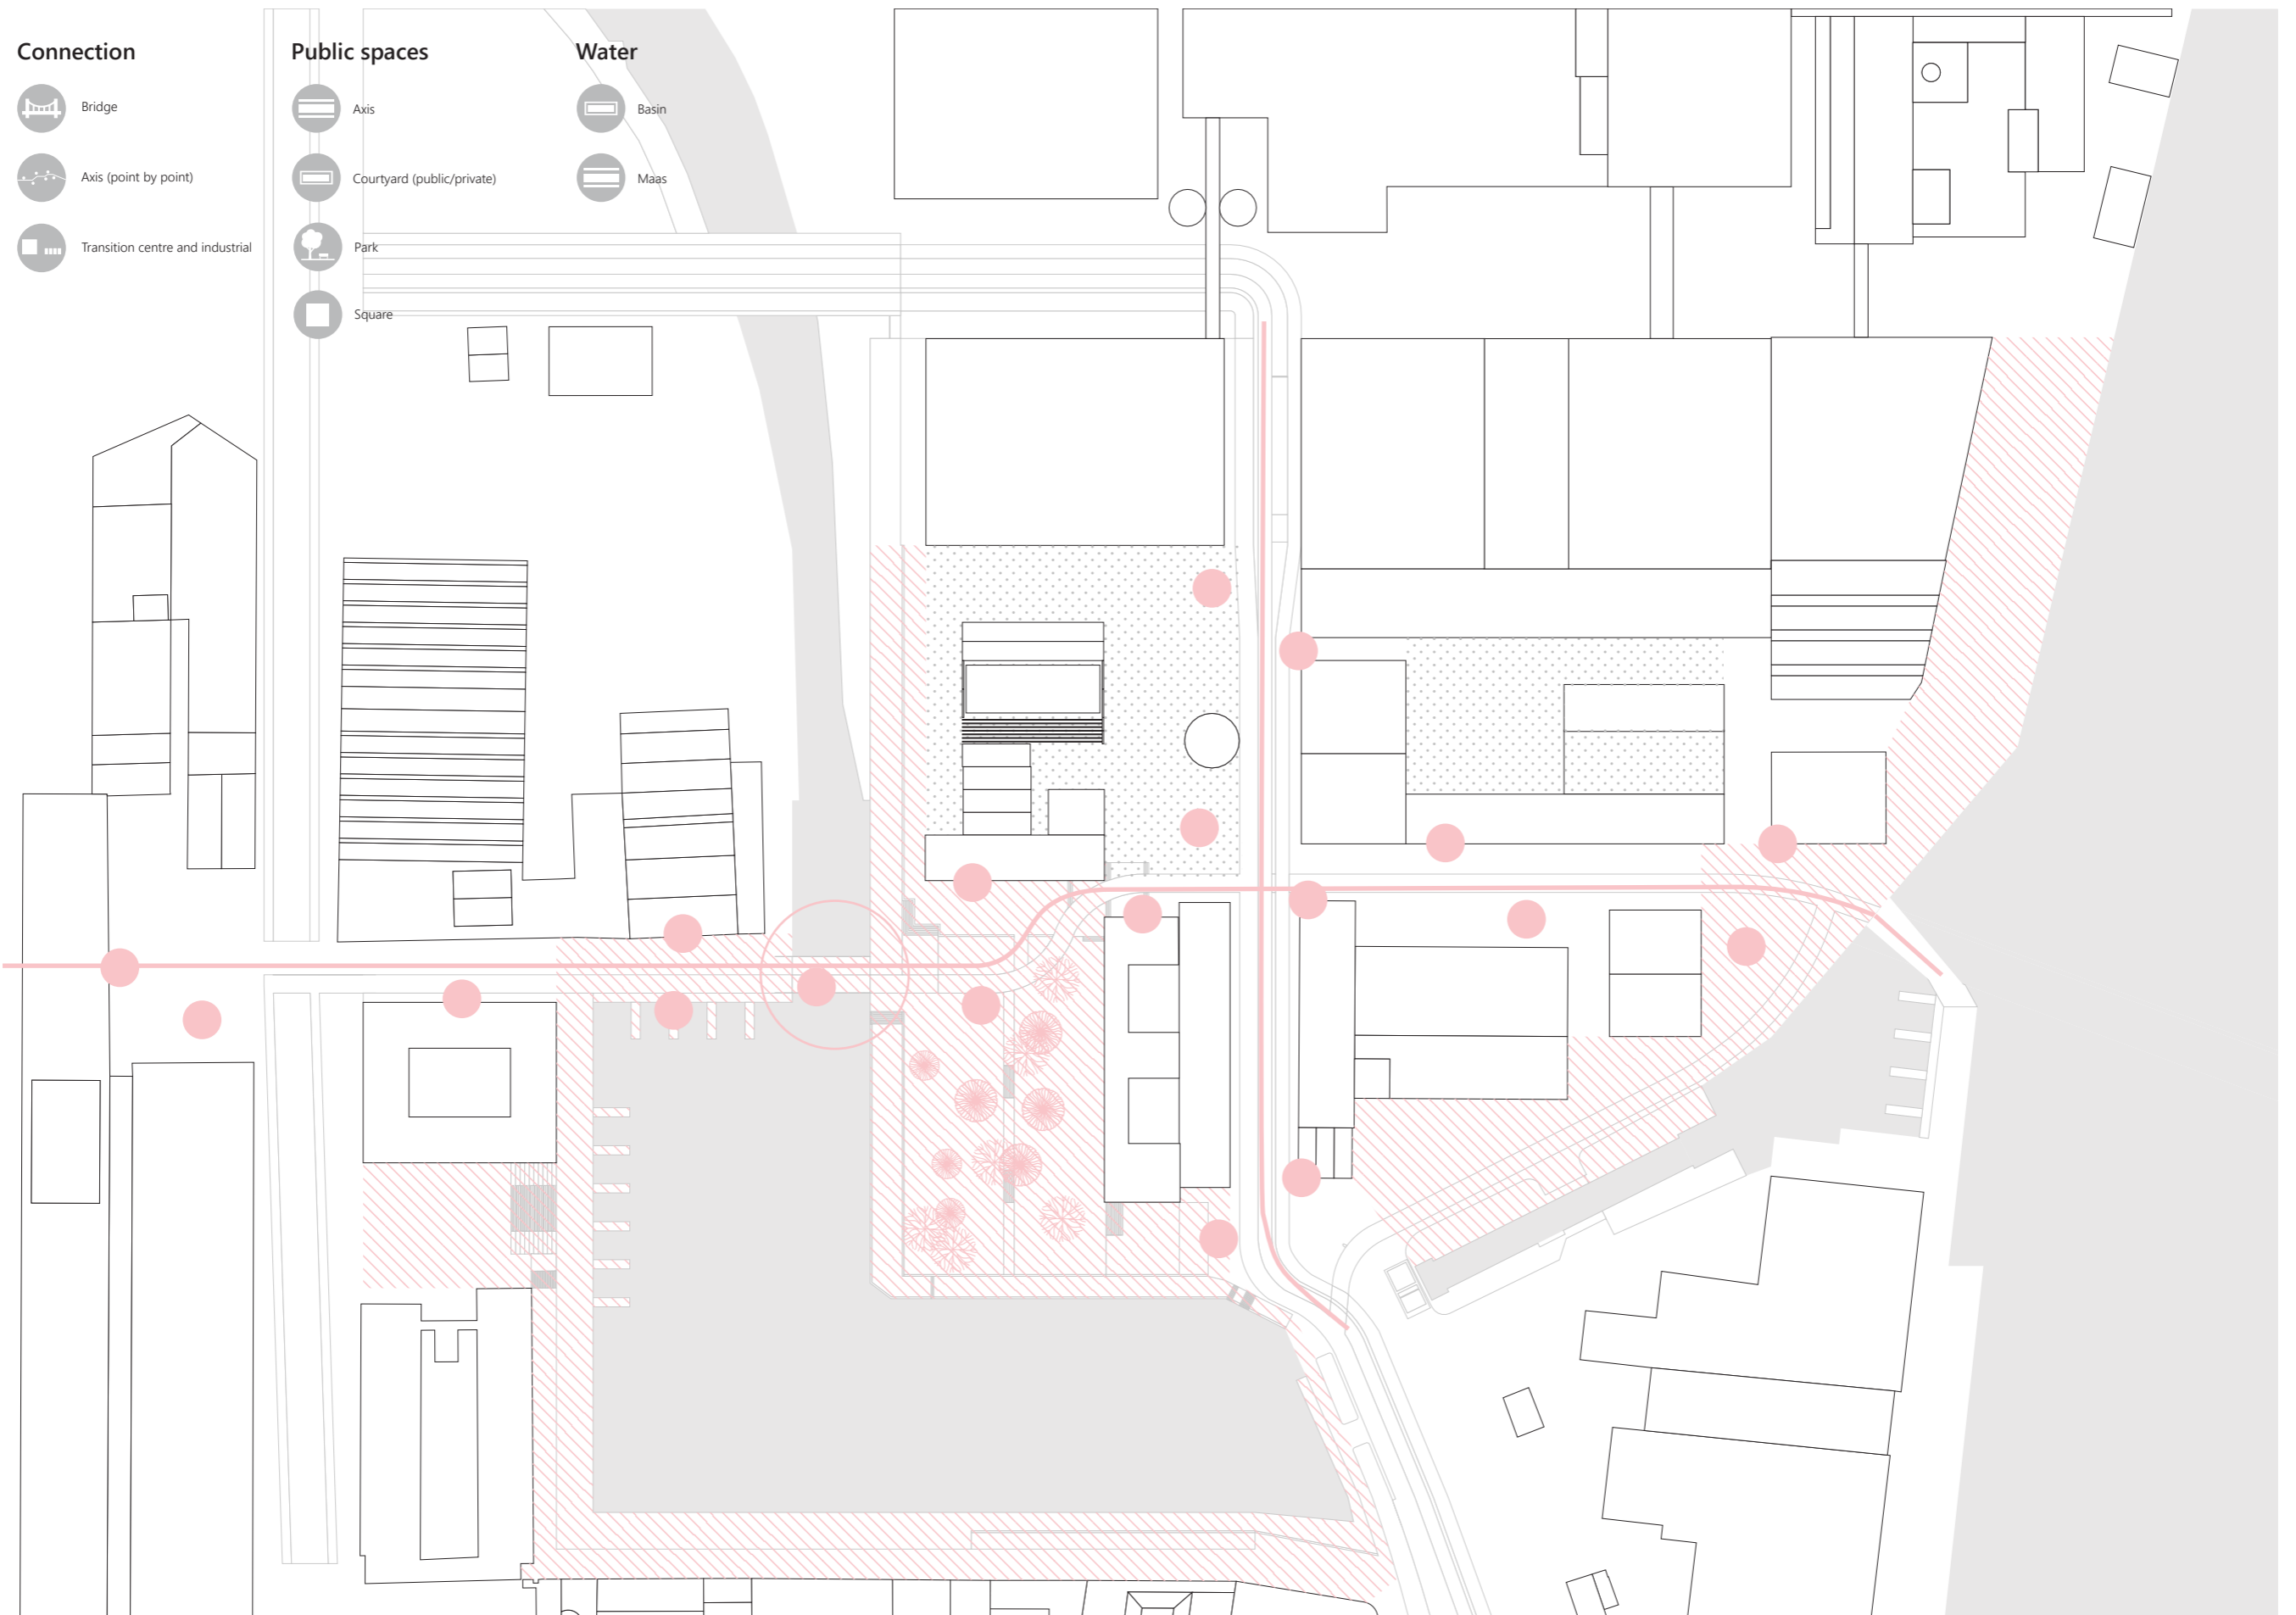 Connection
Bridge
Axis (point by point)
Transition centre and industrial
Public spaces
Axis
Courtyard (public/private)
Park
Square
Water
Basin
Maas